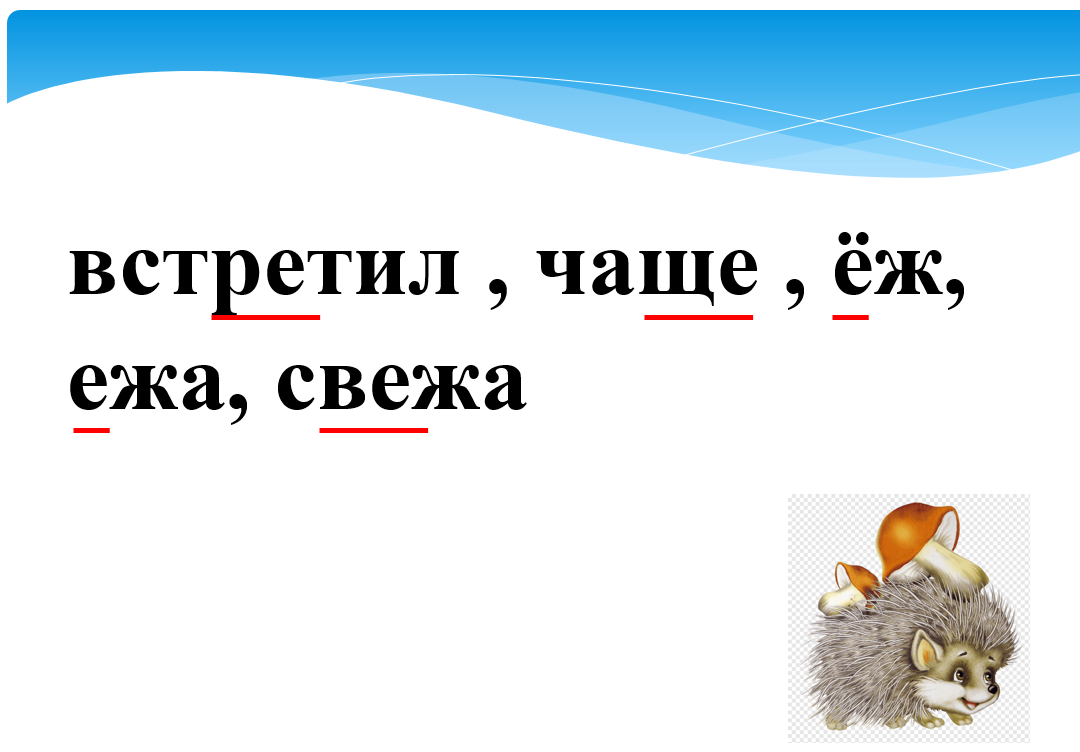 встретил , чаще , ёж,
ежа, свежа